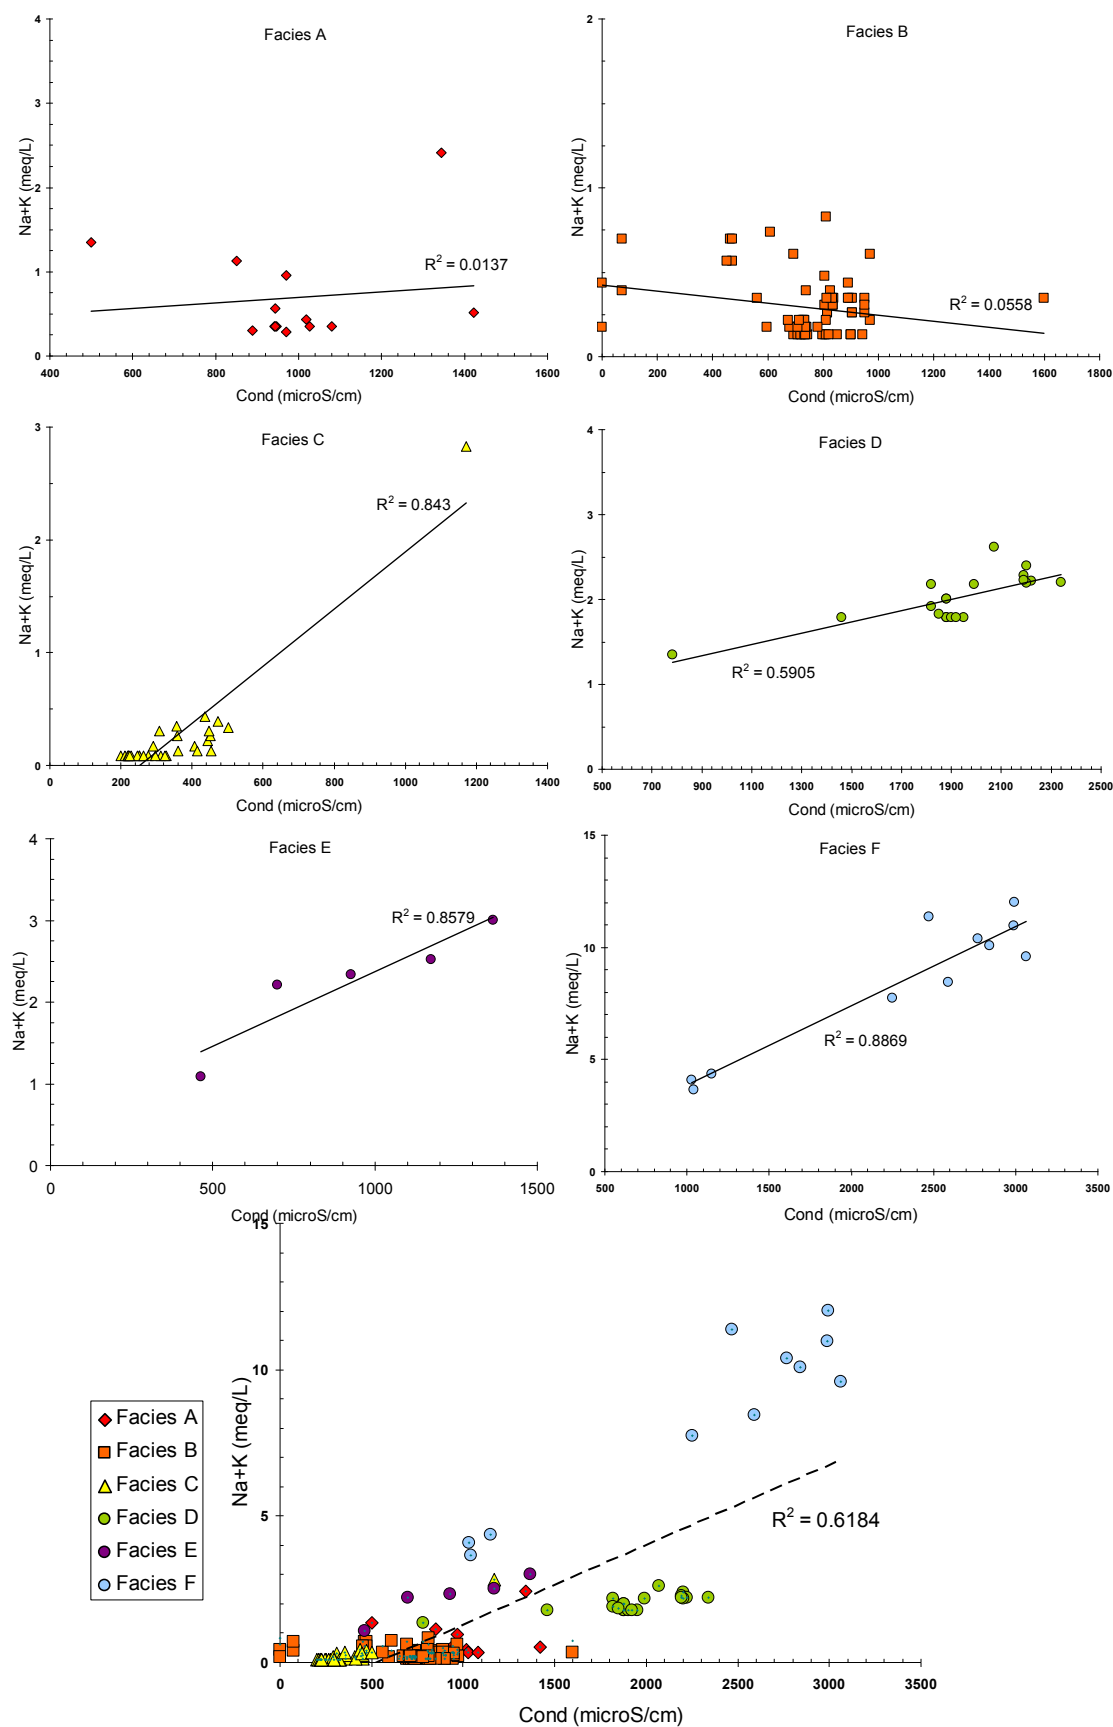 Facies A
4
3
2
1
0
400 600 800 1000 1200 1400 1600
Na+K (meq/L)
Cond (microS/cm)
R2 = 0.0137
Facies B
2
1
0
0 200 400 600 800 1000 1200 1400 1600 1800
Na+K (meq/L)
Cond (microS/cm)
R2 = 0.0558
Facies C
3
2
1
0
0 200 400 600 800 1000 1200 1400
Na+K (meq/L)
Cond (microS/cm)
R2 = 0.843
Facies D
4
3
2
1
0
500 700 900 1100 1300 1500 1700 1900 2100 2300 2500
Na+K (meq/L)
Cond (microS/cm)
R2 = 0.5905
Facies E
4
3
2
1
0
0 500 1000 1500
Na+K (meq/L)
Cond (microS/cm)
R2 = 0.8579
Facies F
15
10
5
0
500 1000 1500 2000 2500 3000 3500
Na+K (meq/L)
Cond (microS/cm)
R2 = 0.8869
15
10
5
0
0 500 1000 1500 2000 2500 3000 3500
Na+K (meq/L)
Cond (microS/cm)
R2 = 0.6184
Facies A
Facies B
Facies C
Facies D
Facies E
Facies F